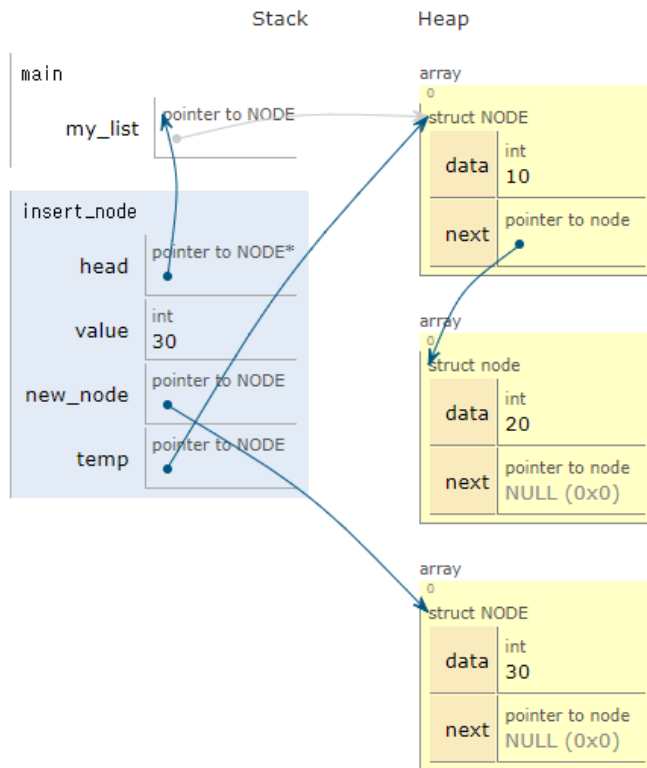 Stack Heap
main
my_list
pointer to NODE
insert_node
head
pointer to NODE*
value
int
30
new_node
pointer to NODE
temp
pointer to NODE
array
0
struct NODE
data
int
10
next
pointer to node
array
0
struct node
data
int
20
next
pointer to node
NULL (0x0)
array
0
struct NODE
data
int
30
next
pointer to node
NULL (0x0)